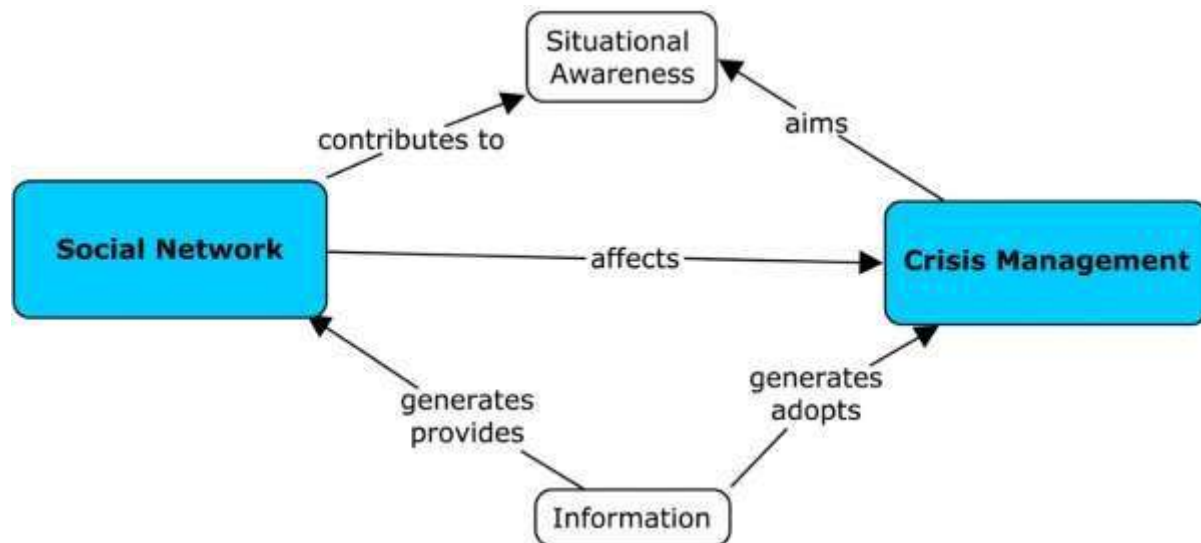 Situational
Awareness
contributes to
aims
Social Network
affects
Crisis Management
generates
provides
generates
adopts
Information